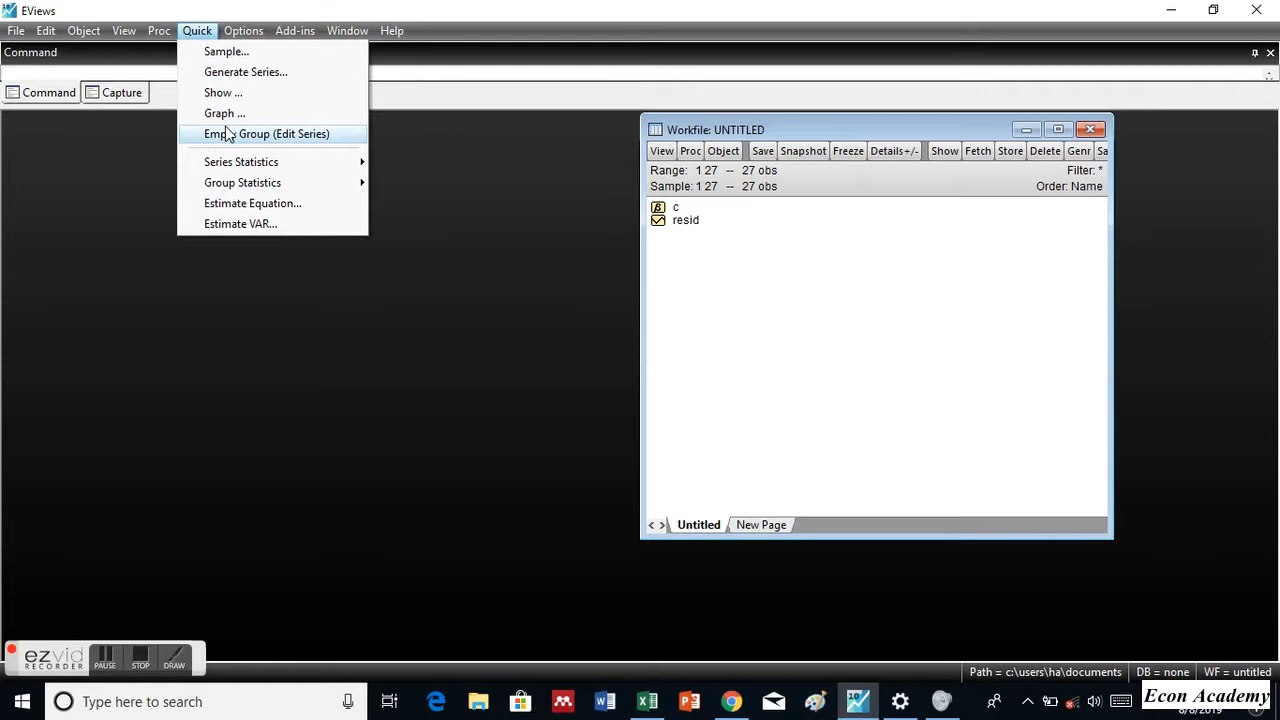 EViews
File Edit Object View Proc Quick Options Add-ins Window Help
Command
Sample...
Generate Series...
Command Capture
Show ...
Graph ...
Group (Edit Series)
Series Statistics
Group Statistics
Estimate Equation...
Estimate VAR...
Workfile: UNTITLED
View Proc Object Save Snapshot Freeze Details+/- Show Fetch Store Delete Genr Sa
Range: 1 27 -- 27 obs Filter: *
Sample: 1 27 -- 27 obs Order: Name
β c
resid
< > Untitled New Page
ezvid
RECORDER
PAUSE STOP DRAW
Path = c:\users\ha\documents DB = none WF = untitled
Type here to search
Econ Academy
8/8/2019